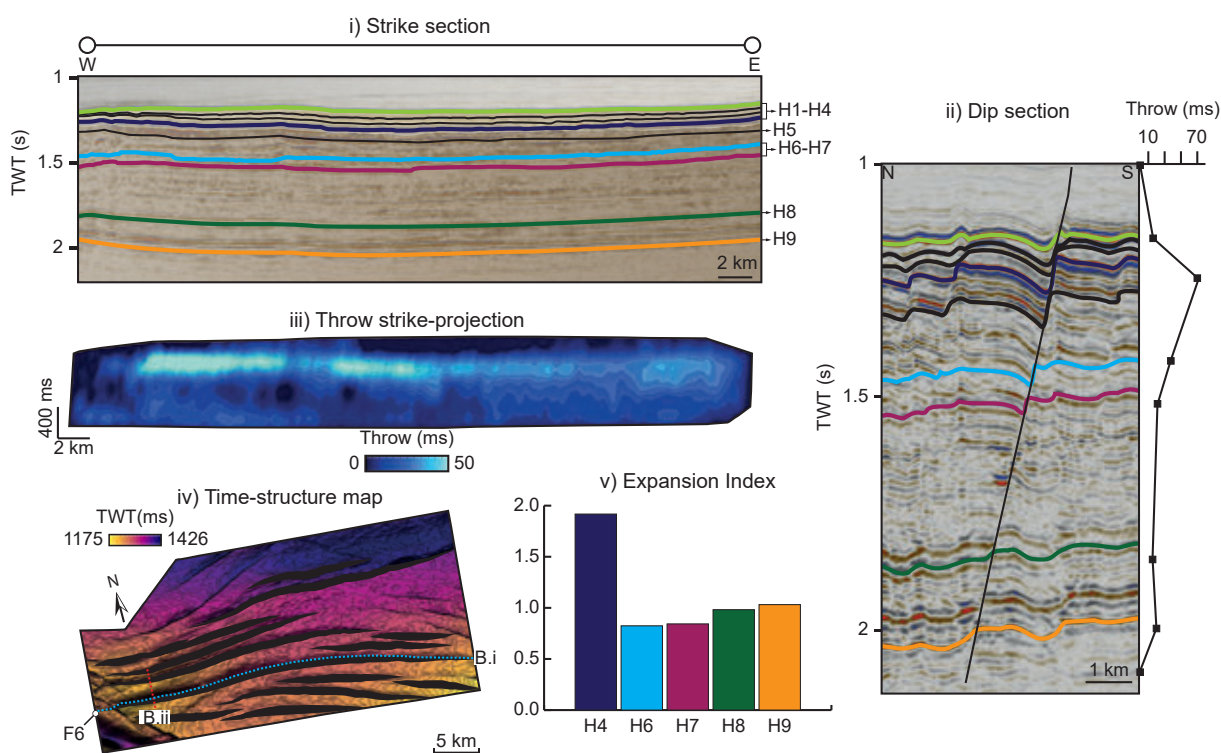 i) Strike section
W
E
1
1.5
2
TWT (s)
H1-H4
H5
H6-H7
H8
H9
2 km
ii) Dip section
Throw (ms)
10
70
1
1.5
2
TWT (s)
N
S
1 km
iii) Throw strike-projection
400 ms
2 km
Throw (ms)
0
50
iv) Time-structure map
TWT(ms)
1175
1426
N
B.i
B.ii
F6
5 km
v) Expansion Index
2.0
1.5
1.0
0.5
0.0
H4
H6
H7
H8
H9